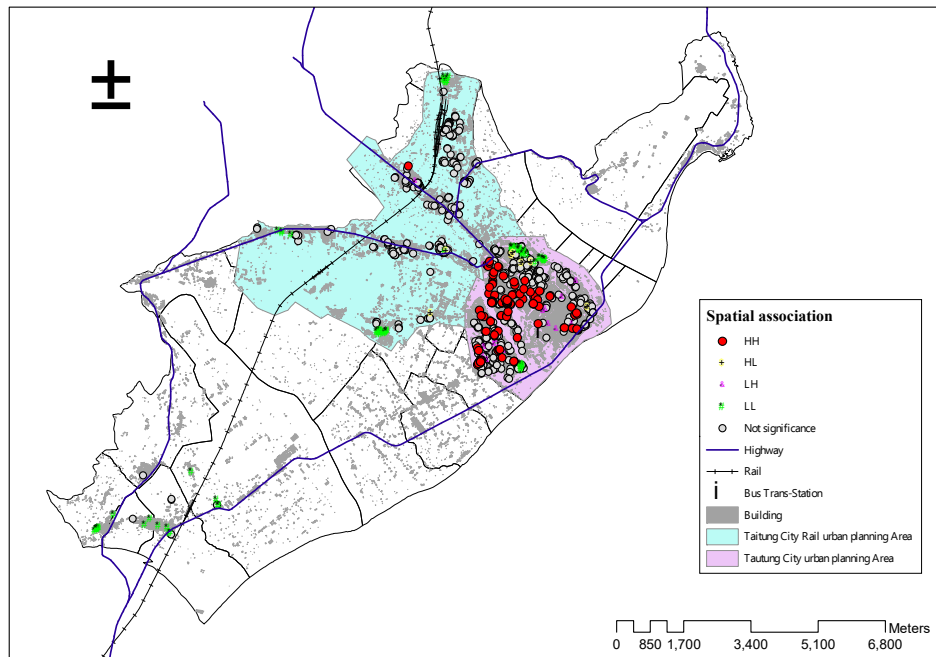 ±
Spatial association
HH
HL
LH
LL
Not significance
Highway
Rail
i Bus Trans-Station
Building
Taitung City Rail urban planning Area
Tautung City urban planning Area
Meters
0 850 1,700 3,400 5,100 6,800